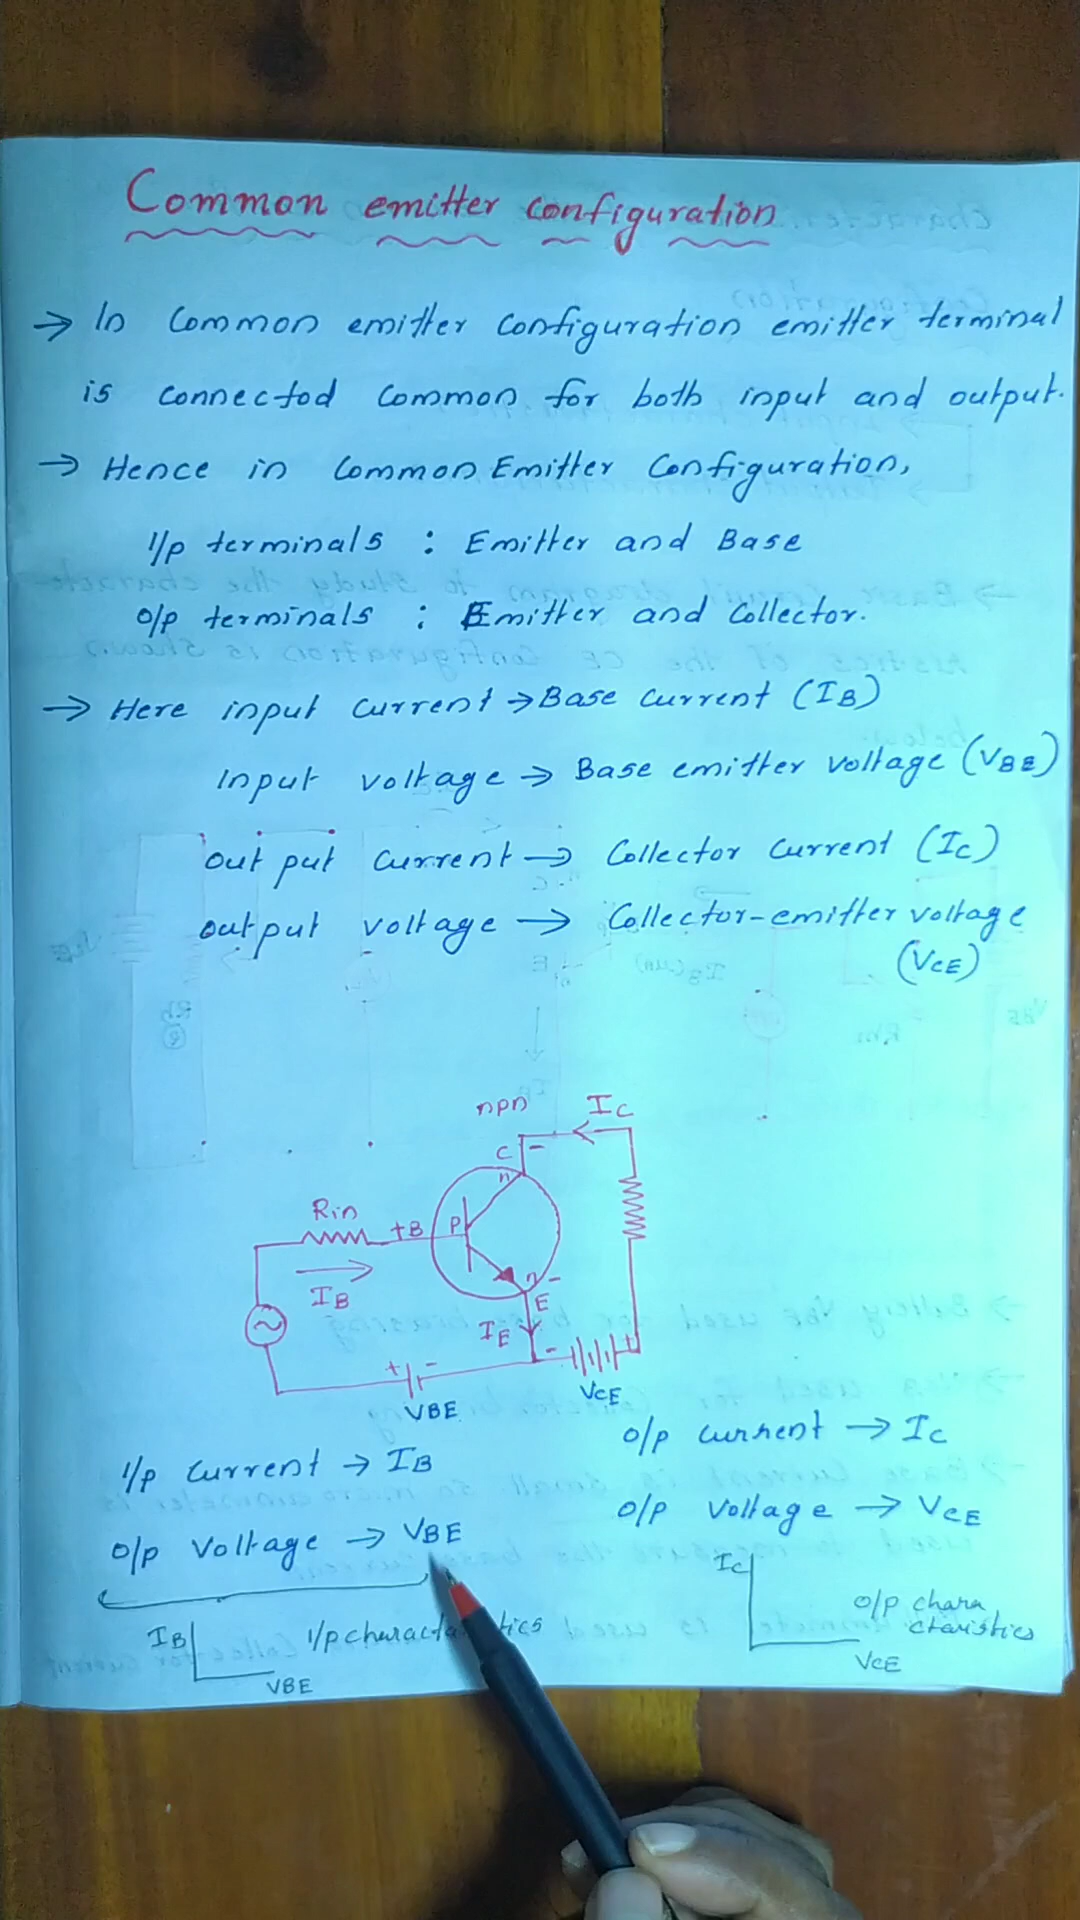 Common emitter configuration
→ In Common emitter configuration emitter terminal
is connected common for both input and output.
→ Hence in Common Emitter Configuration,
I/p terminals : Emitter and Base
o/p terminals : Emitter and Collector.
→ Here input current → Base current (IB)
Input voltage → Base emitter voltage (VBE)
output current → Collector current (IC)
output voltage → Collector-emitter voltage
(VCE)
npn
IC
C -
n
Rin
+B
P
n -
IB
E
IE
+ -
- +
VBE
VCE
o/p current → IC
I/p current → IB
o/p voltage → VCE
o/p voltage → VBE
IC
o/p chara
cteristics
IB
I/p characte tics
VCE
VBE